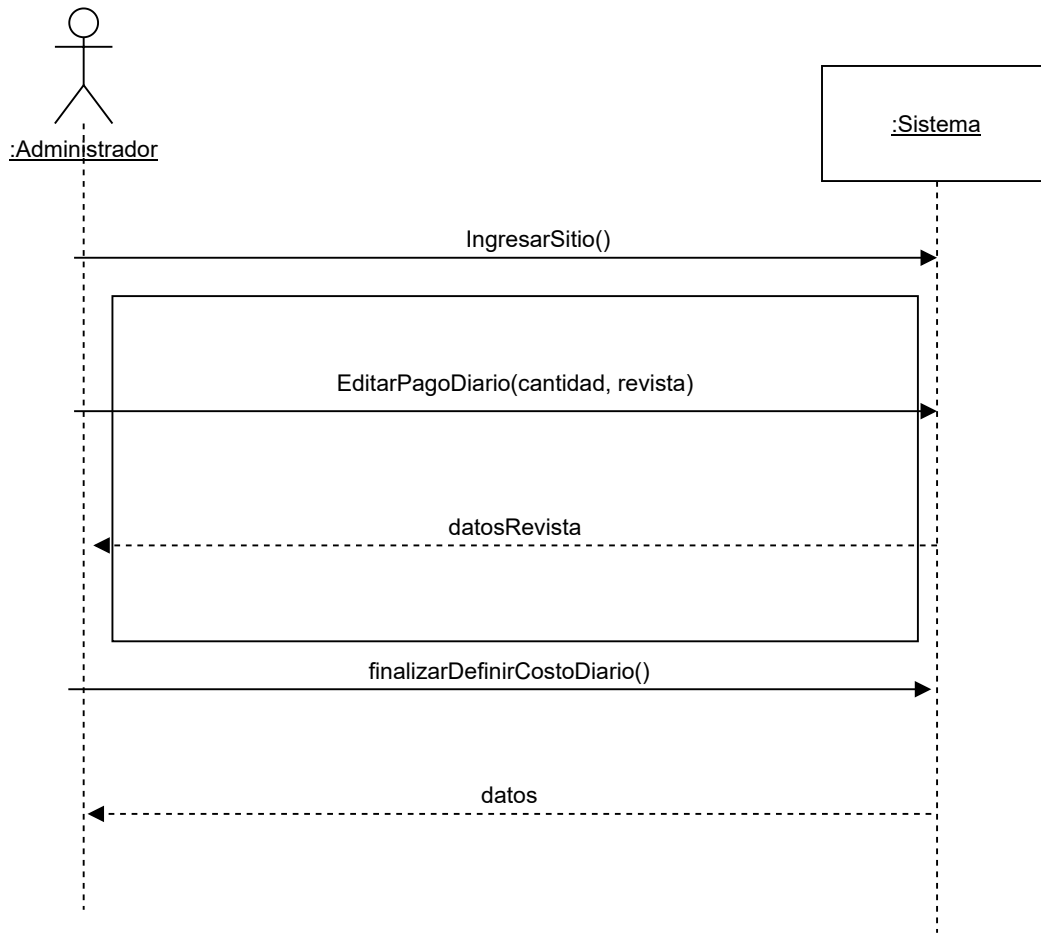 :Administrador
:Sistema
IngresarSitio()
EditarPagoDiario(cantidad, revista)
datosRevista
finalizarDefinirCostoDiario()
datos